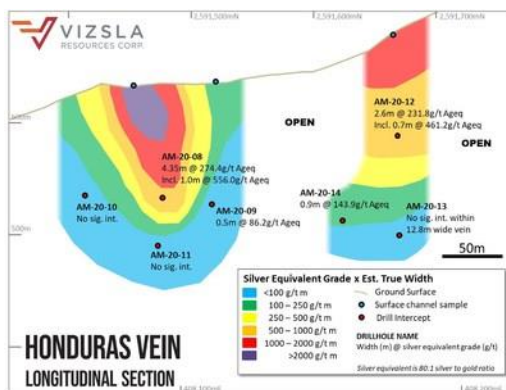 VIZSLA
RESOURCES CORP.
2,591,500mN
2,591,600mN
2,591,700mN
OPEN
AM-20-12
2.6m @ 231.8g/t Ageq
Incl. 0.7m @ 461.2g/t Ageq
OPEN
AM-20-08
4.35m @ 274.4g/t Ageq
Incl. 1.0m @ 556.0g/t Ageq
AM-20-10
No sig. int.
AM-20-09
0.5m @ 86.2g/t Ageq
AM-20-14
0.9m @ 143.9g/t Ageq
AM-20-13
No sig. int within
12.8m wide vein
AM-20-11
No sig. int.
500m
50m
Silver Equivalent Grade x Est. True Width
<100 g/t m
100 – 250 g/t m
250 – 500 g/t m
500 – 1000 g/t m
1000 – 2000 g/t m
>2000 g/t m
Ground Surface
Surface channel sample
Drill Intercept
DRILLHOLE NAME
Width (m) @ silver equivalent grade (g/t)
Silver equivalent is 80:1 silver to gold ratio
HONDURAS VEIN
LONGITUDINAL SECTION